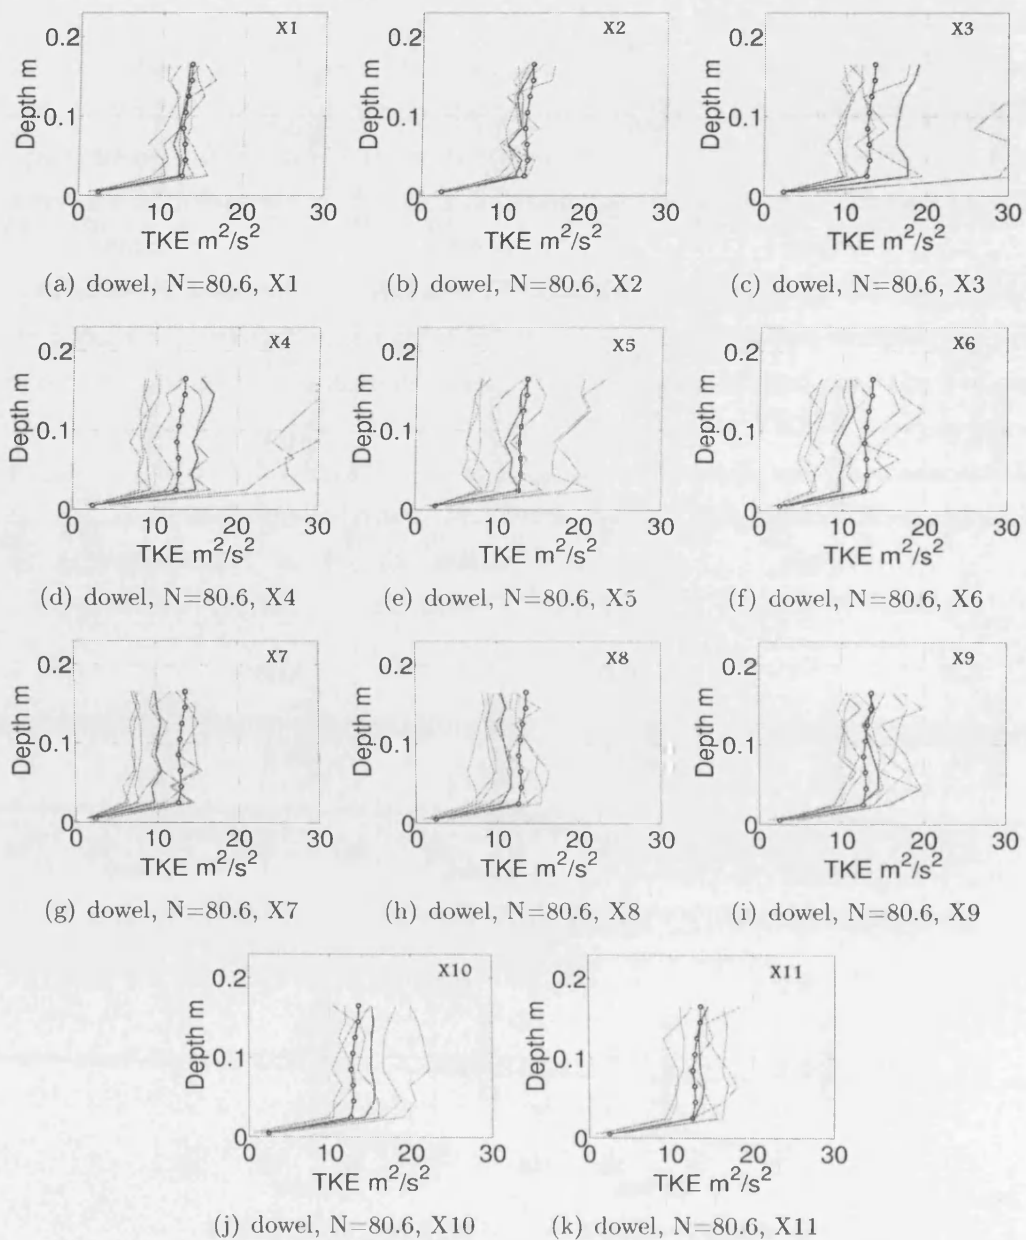 X1
X2
X3
0.2
0.2
0.2
Depth m
Depth m
Depth m
0.1
0.1
0.1
0
0
0
0 10 20 30
0 10 20 30
0 10 20 30
TKE m²/s²
TKE m²/s²
TKE m²/s²
(a) dowel, N=80.6, X1
(b) dowel, N=80.6, X2
(c) dowel, N=80.6, X3
X4
X5
X6
0.2
0.2
0.2
Depth m
Depth m
Depth m
0.1
0.1
0.1
0
0
0
0 10 20 30
0 10 20 30
0 10 20 30
TKE m²/s²
TKE m²/s²
TKE m²/s²
(d) dowel, N=80.6, X4
(e) dowel, N=80.6, X5
(f) dowel, N=80.6, X6
X7
X8
X9
0.2
0.2
0.2
Depth m
Depth m
Depth m
0.1
0.1
0.1
0
0
0
0 10 20 30
0 10 20 30
0 10 20 30
TKE m²/s²
TKE m²/s²
TKE m²/s²
(g) dowel, N=80.6, X7
(h) dowel, N=80.6, X8
(i) dowel, N=80.6, X9
X10
X11
0.2
0.2
Depth m
Depth m
0.1
0.1
0
0
0 10 20 30
0 10 20 30
TKE m²/s²
TKE m²/s²
(j) dowel, N=80.6, X10
(k) dowel, N=80.6, X11